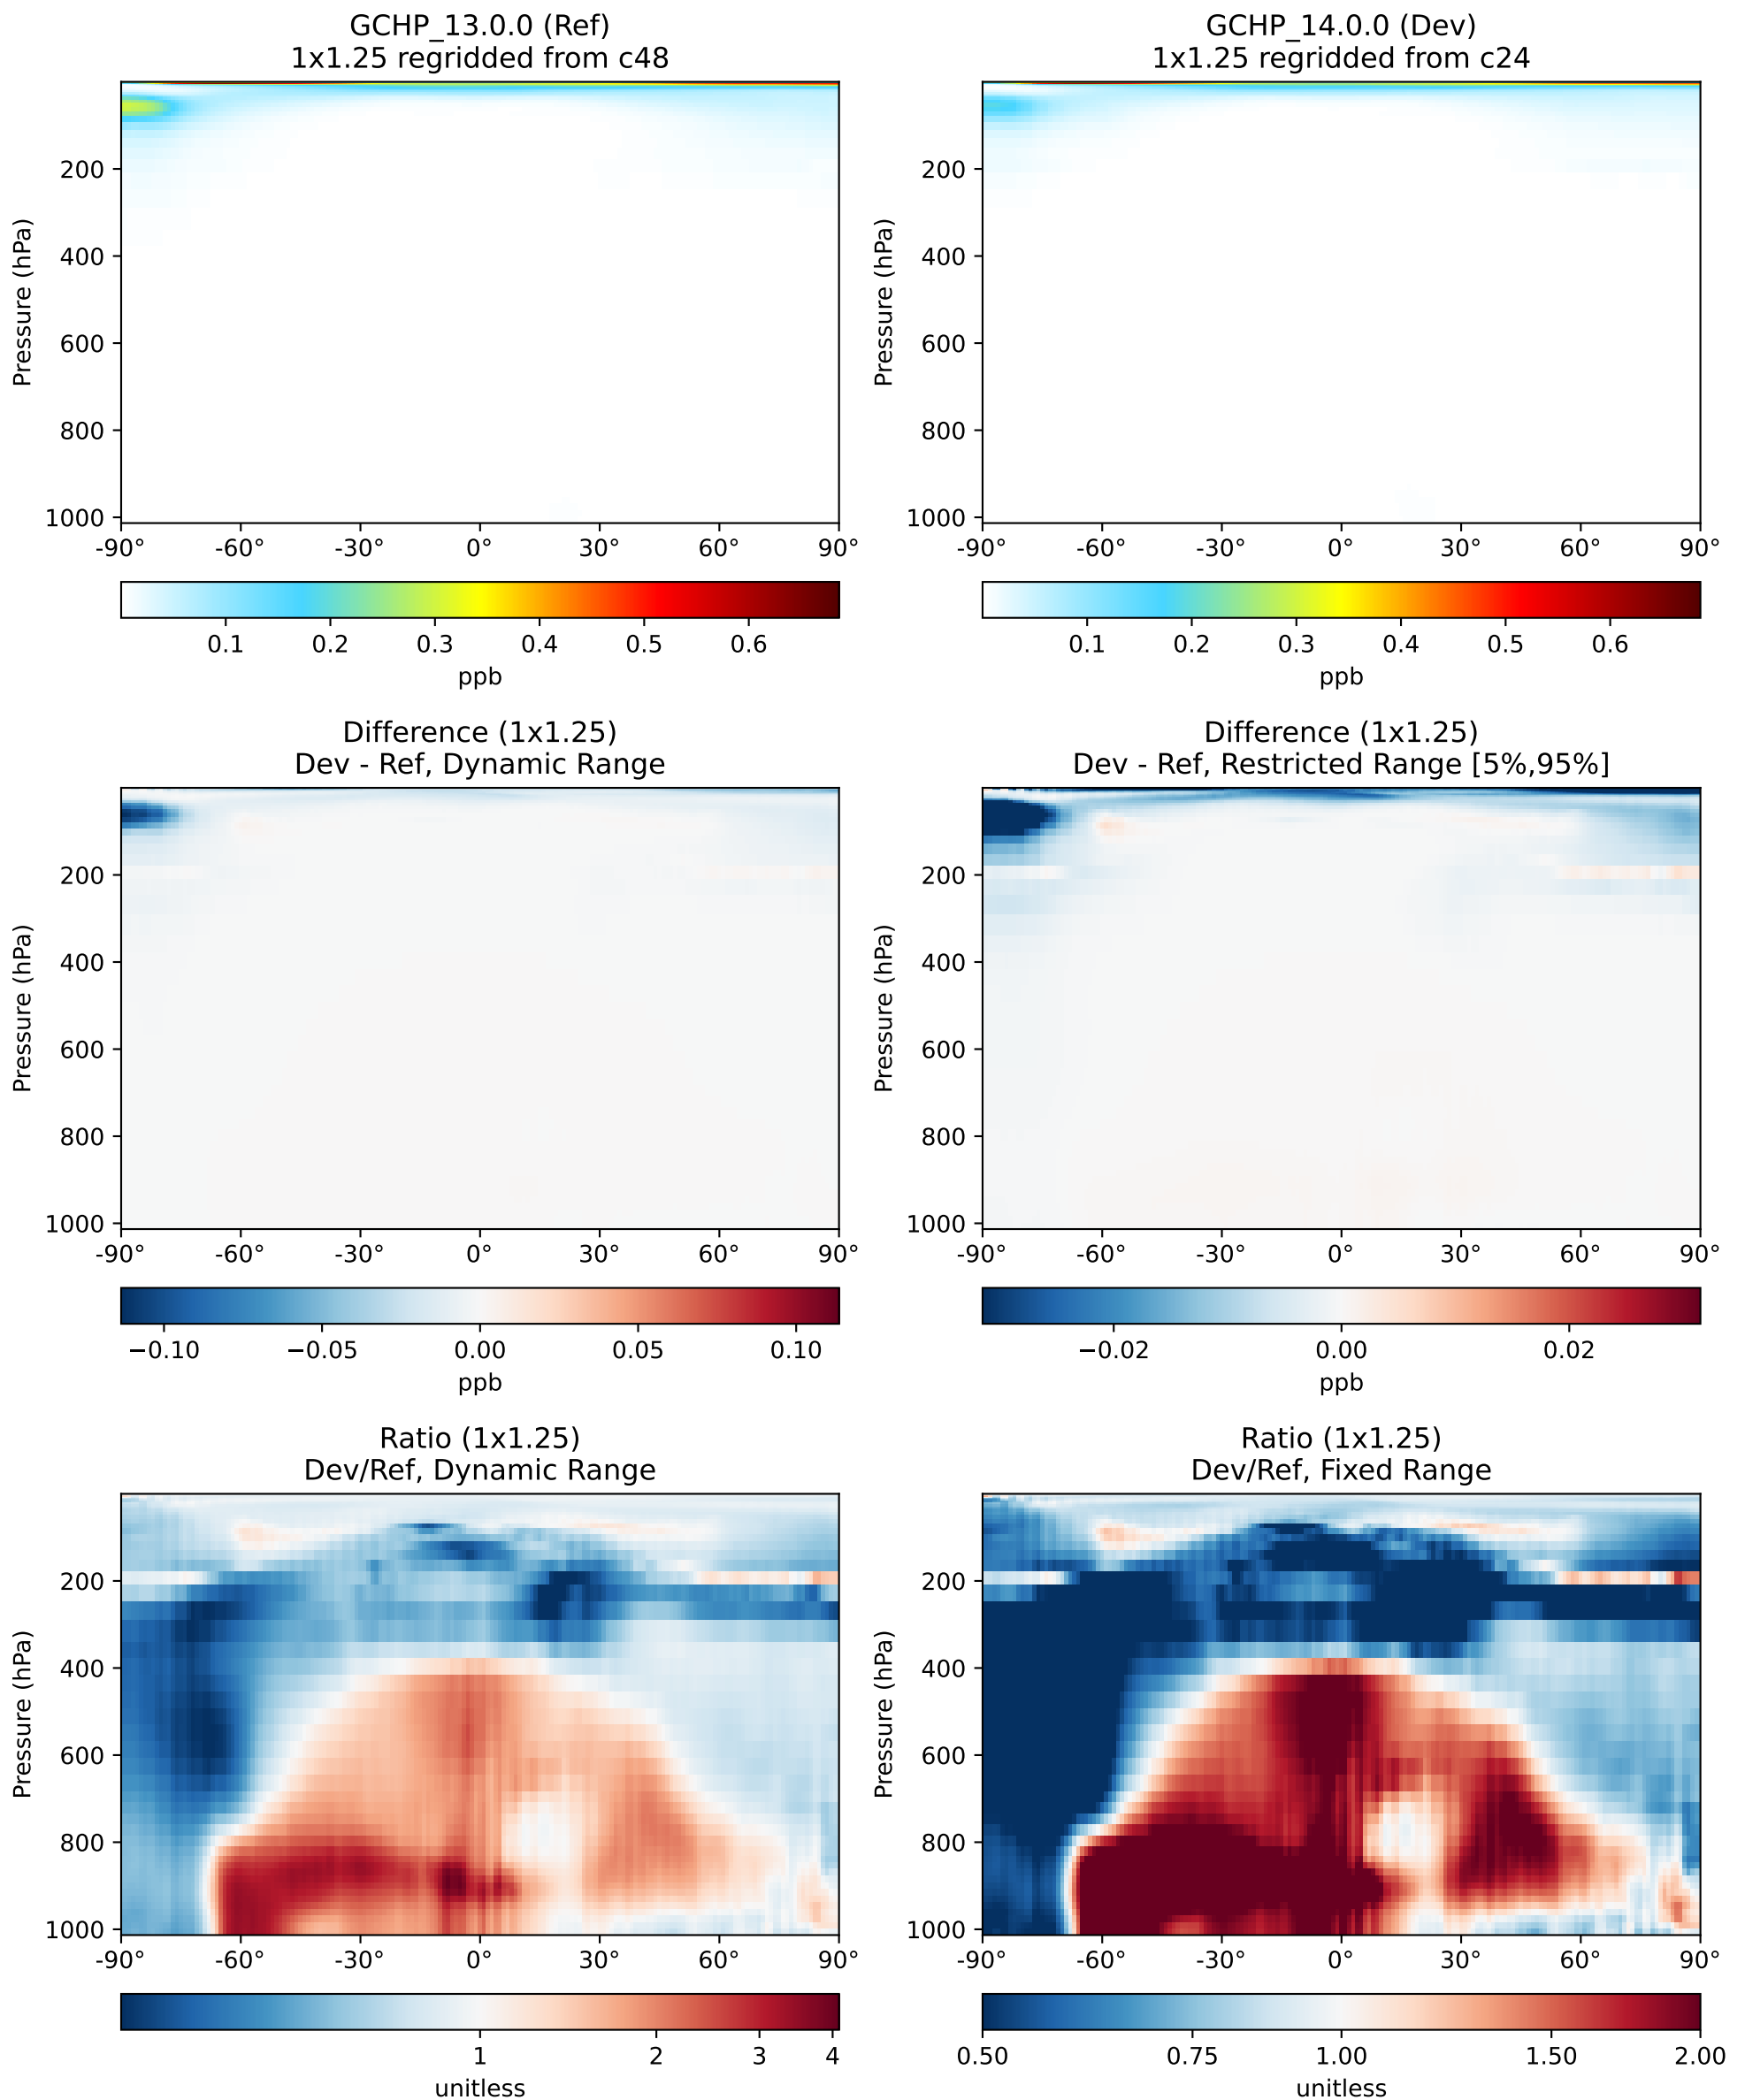 GCHP_13.0.0 (Ref)
1x1.25 regridded from c48
Pressure (hPa)
200
400
600
800
1000
-90° -60° -30° 0° 30° 60° 90°
0.1 0.2 0.3 0.4 0.5 0.6
ppb
GCHP_14.0.0 (Dev)
1x1.25 regridded from c24
Pressure (hPa)
200
400
600
800
1000
-90° -60° -30° 0° 30° 60° 90°
0.1 0.2 0.3 0.4 0.5 0.6
ppb
Difference (1x1.25)
Dev - Ref, Dynamic Range
Pressure (hPa)
200
400
600
800
1000
-90° -60° -30° 0° 30° 60° 90°
−0.10 −0.05 0.00 0.05 0.10
ppb
Difference (1x1.25)
Dev - Ref, Restricted Range [5%,95%]
Pressure (hPa)
200
400
600
800
1000
-90° -60° -30° 0° 30° 60° 90°
−0.02 0.00 0.02
ppb
Ratio (1x1.25)
Dev/Ref, Dynamic Range
Pressure (hPa)
200
400
600
800
1000
-90° -60° -30° 0° 30° 60° 90°
1 2 3 4
unitless
Ratio (1x1.25)
Dev/Ref, Fixed Range
Pressure (hPa)
200
400
600
800
1000
-90° -60° -30° 0° 30° 60° 90°
0.50 0.75 1.00 1.50 2.00
unitless